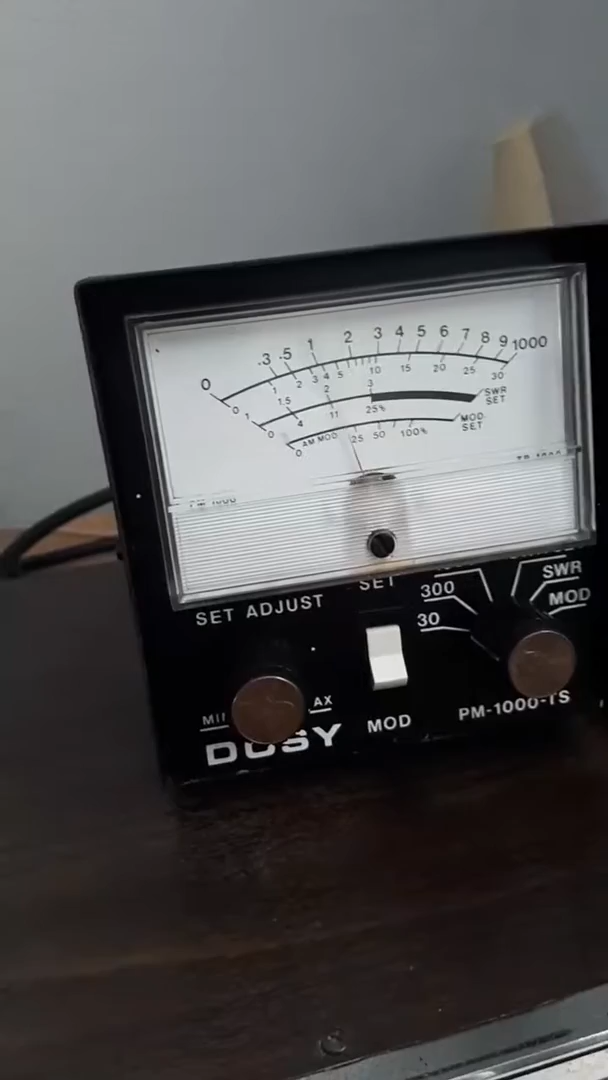 0 .3 .5 1 2 3 4 5 6 7 8 9 1000
0 1 2 3 4 5 10 15 20 25 30
1 1.5 2 3 SWR SET
0 4 11 25%
0 AM MOD 25 50 100% MOD SET
SET
SET ADJUST
300
30
SWR
MOD
AX
DOSY
MOD
PM-1000-TS